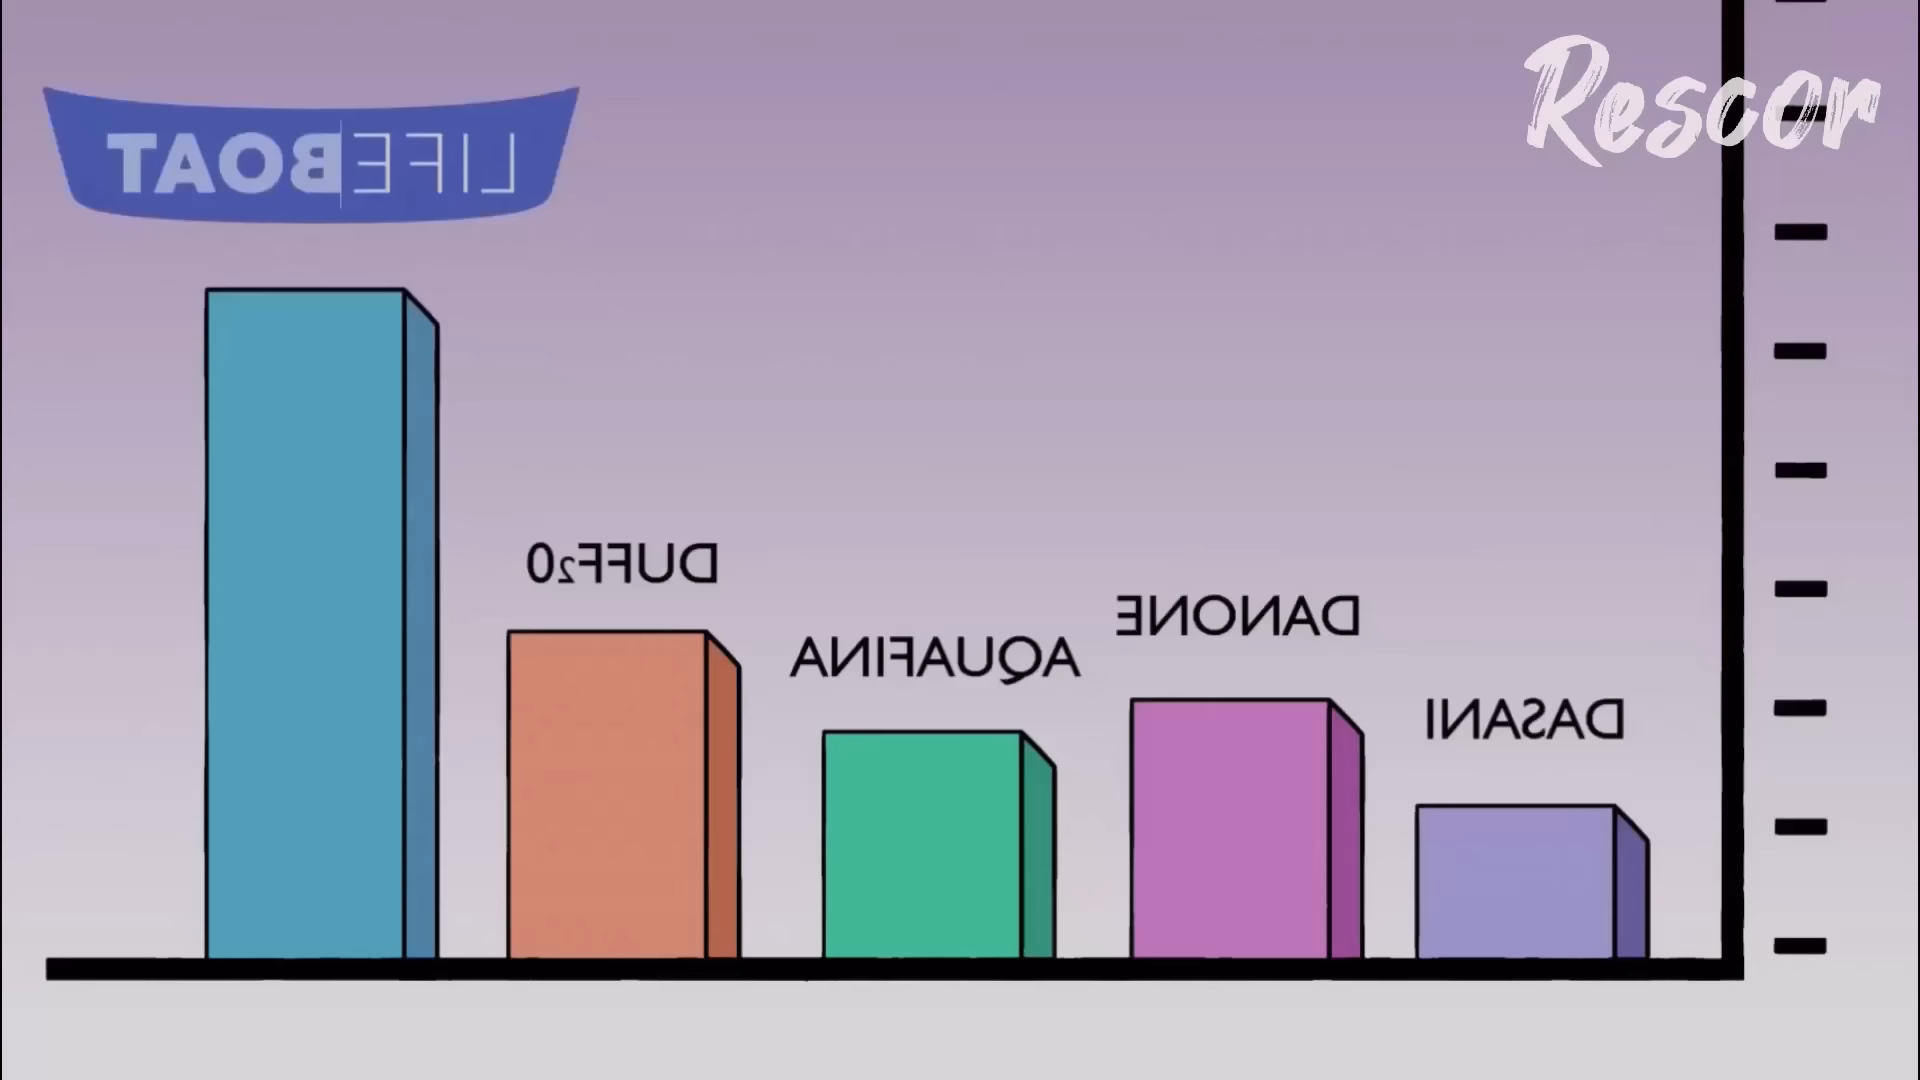 Rescor
LIFEBOAT
DUFF₂0
DANONE
AQUAFINA
DASANI